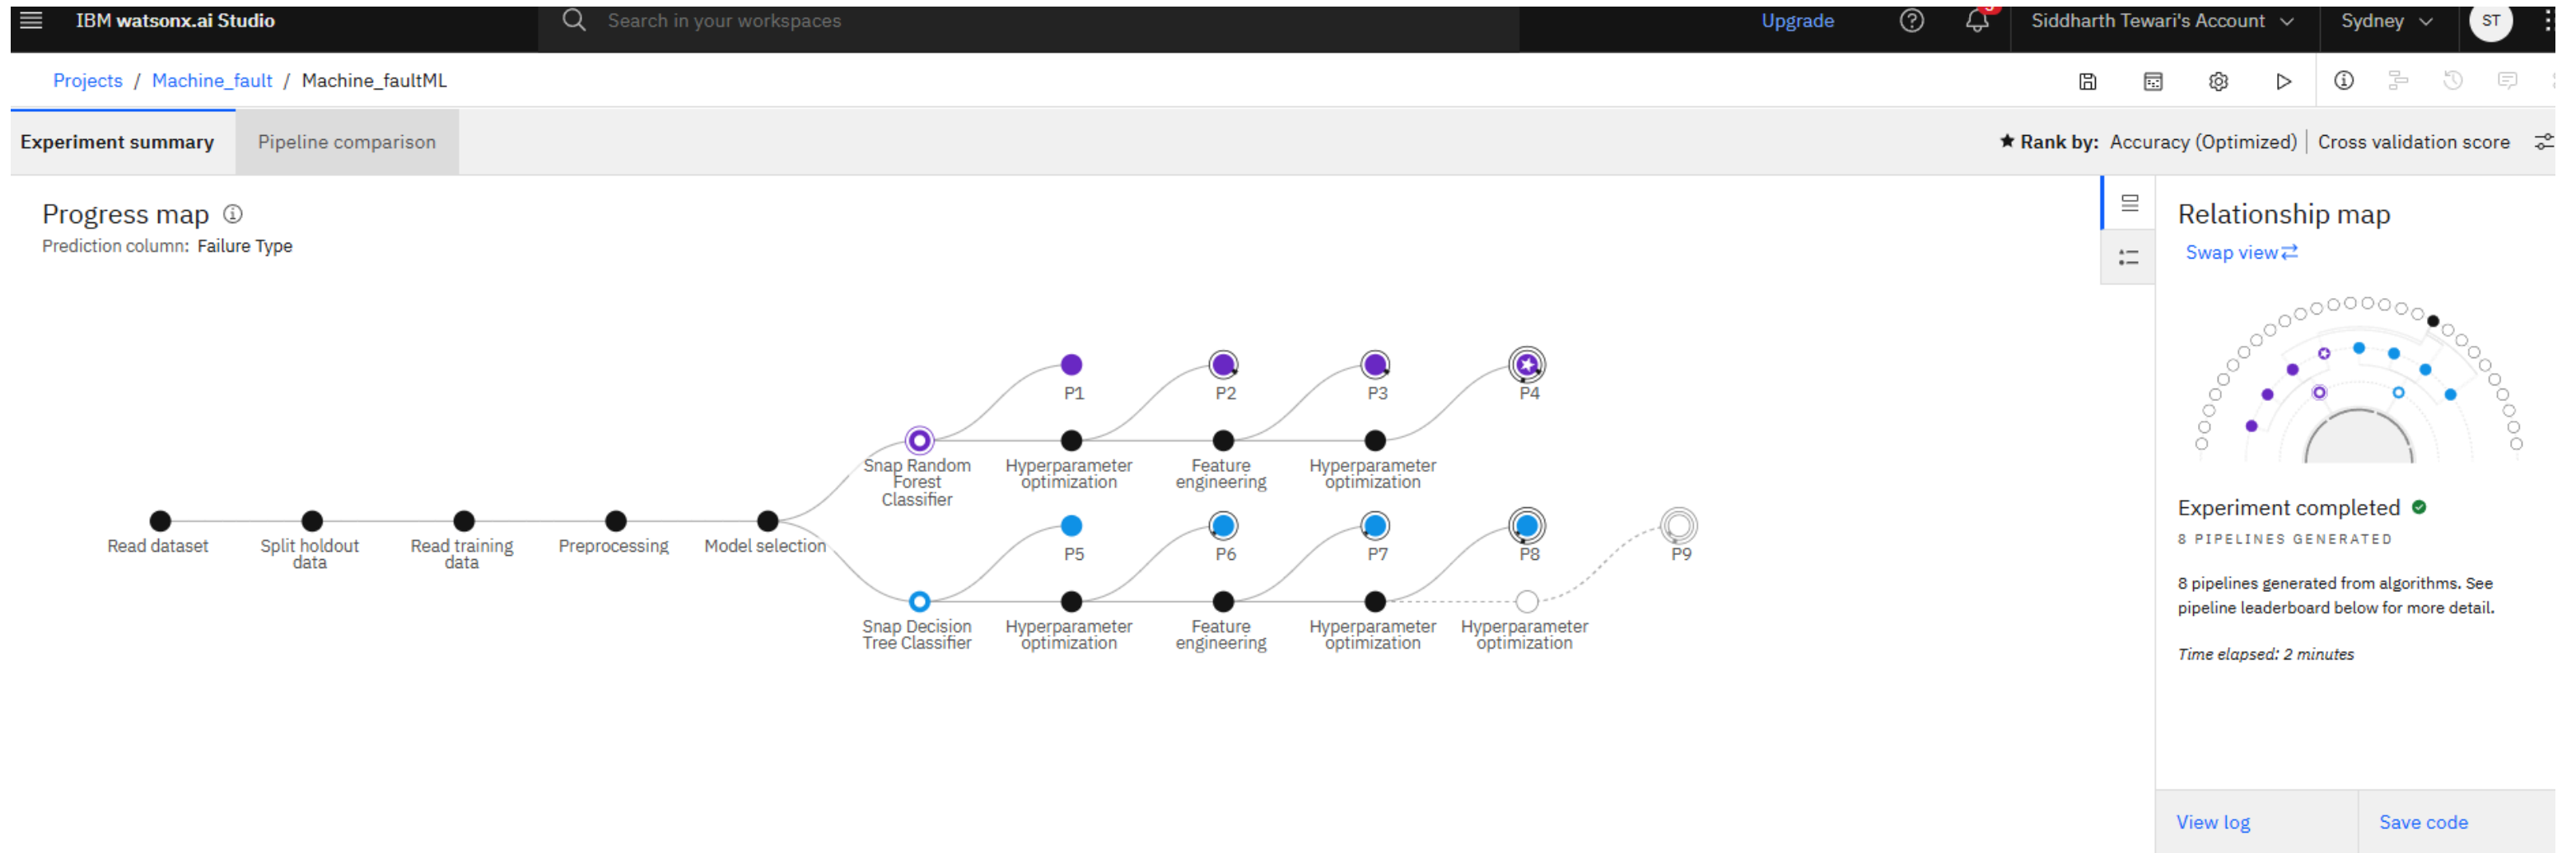 IBM watsonx.ai Studio
Search in your workspaces
Upgrade
Siddharth Tewari's Account
Sydney
ST
Projects / Machine_fault / Machine_faultML
Experiment summary
Pipeline comparison
Rank by: Accuracy (Optimized) | Cross validation score
Progress map
Prediction column: Failure Type
P1
P2
P3
P4
Snap Random
Forest
Classifier
Hyperparameter
optimization
Feature
engineering
Hyperparameter
optimization
Read dataset
Split holdout
data
Read training
data
Preprocessing
Model selection
P5
P6
P7
P8
P9
Snap Decision
Tree Classifier
Hyperparameter
optimization
Feature
engineering
Hyperparameter
optimization
Hyperparameter
optimization
Relationship map
Swap view
Experiment completed
8 PIPELINES GENERATED
8 pipelines generated from algorithms. See
pipeline leaderboard below for more detail.
Time elapsed: 2 minutes
View log
Save code